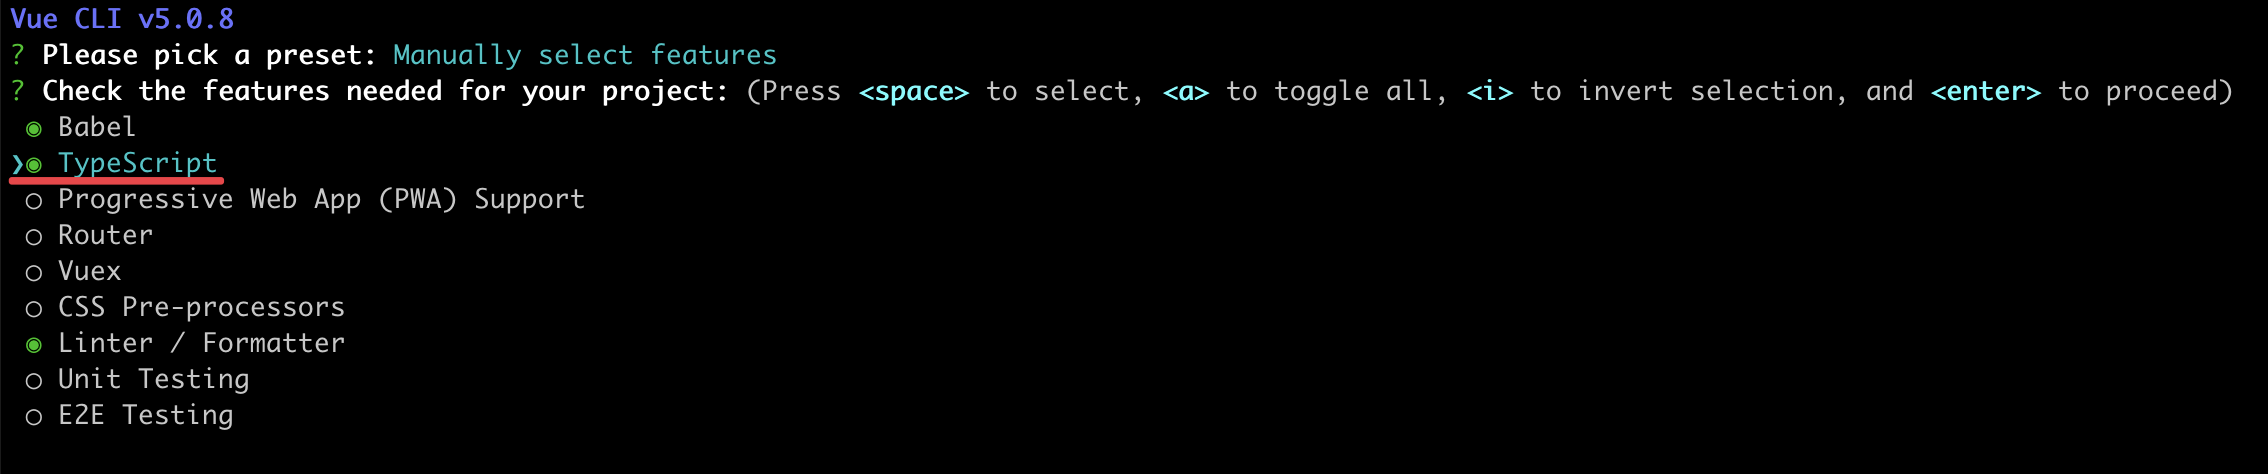 Vue CLI v5.0.8
? Please pick a preset: Manually select features
? Check the features needed for your project: (Press <space> to select, <a> to toggle all, <i> to invert selection, and <enter> to proceed)
◉ Babel
❯◉ TypeScript
◯ Progressive Web App (PWA) Support
◯ Router
◯ Vuex
◯ CSS Pre-processors
◉ Linter / Formatter
◯ Unit Testing
◯ E2E Testing